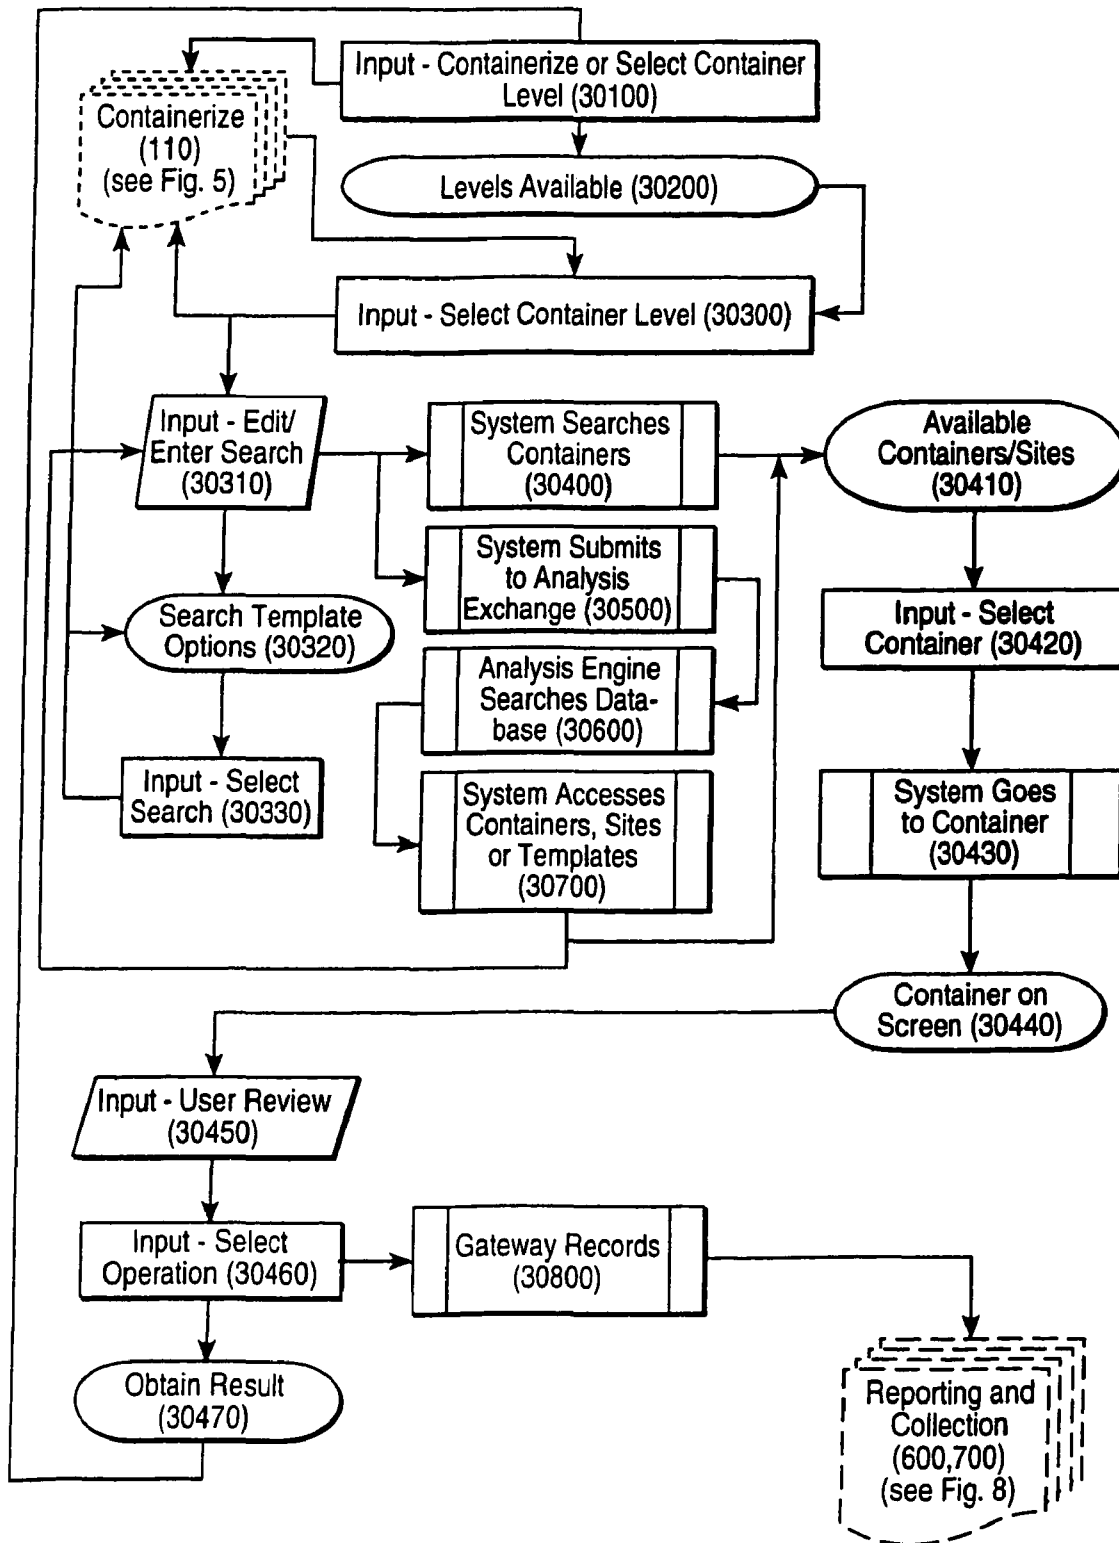 Input - Containerize or Select Container
Level (30100)
Containerize
(110)
(see Fig. 5)
Levels Available (30200)
Input - Select Container Level (30300)
Input - Edit/
Enter Search
(30310)
System Searches
Containers
(30400)
Available
Containers/Sites
(30410)
System Submits
to Analysis
Exchange (30500)
Search Template
Options (30320)
Input - Select
Container (30420)
Analysis Engine
Searches Data-
base (30600)
Input - Select
Search (30330)
System Accesses
Containers, Sites
or Templates
(30700)
System Goes
to Container
(30430)
Container on
Screen (30440)
Input - User Review
(30450)
Input - Select
Operation (30460)
Gateway Records
(30800)
Obtain Result
(30470)
Reporting and
Collection
(600,700)
(see Fig. 8)